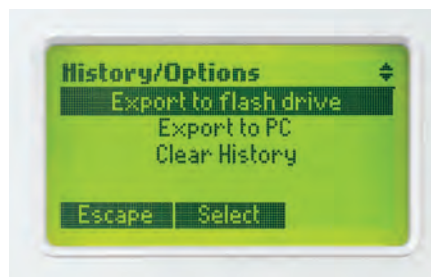 History/Options
Export to flash drive
Export to PC
Clear History
Escape Select